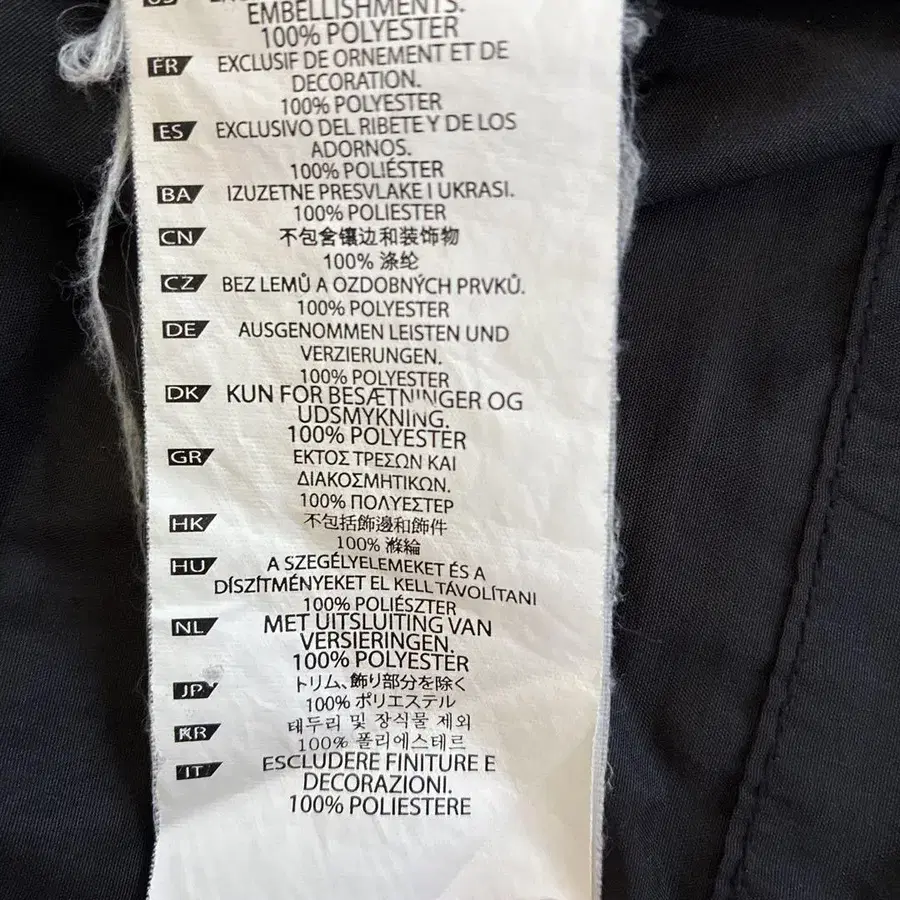 US
EMBELLISHMENTS.
100% POLYESTER
FR EXCLUSIF DE ORNEMENT ET DE
DECORATION.
100% POLYESTER
ES EXCLUSIVO DEL RIBETE Y DE LOS
ADORNOS.
100% POLIÉSTER
BA IZUZETNE PRESVLAKE I UKRASI.
100% POLIESTER
CN 不包含镶边和装饰物
100% 涤纶
CZ BEZ LEMŮ A OZDOBNÝCH PRVKŮ.
100% POLYESTER
DE AUSGENOMMEN LEISTEN UND
VERZIERUNGEN.
100% POLYESTER
DK KUN FOR BESÆTNINGER OG
UDSMYKNING.
100% POLYESTER
GR ΕΚΤΟΣ ΤΡΕΣΩΝ ΚΑΙ
ΔΙΑΚΟΣΜΗΤΙΚΩΝ.
100% ΠΟΛΥΕΣΤΕΡ
HK 不包括飾邊和飾件
100% 滌綸
HU A SZEGÉLYELEMEKET ÉS A
DÍSZÍTMÉNYEKET EL KELL TÁVOLÍTANI
100% POLIÉSZTER
NL MET UITSLUITING VAN
VERSIERINGEN.
100% POLYESTER
JP トリム、飾り部分を除く
100% ポリエステル
KR 테두리 및 장식물 제외
100% 폴리에스테르
IT ESCLUDERE FINITURE E
DECORAZIONI.
100% POLIESTERE